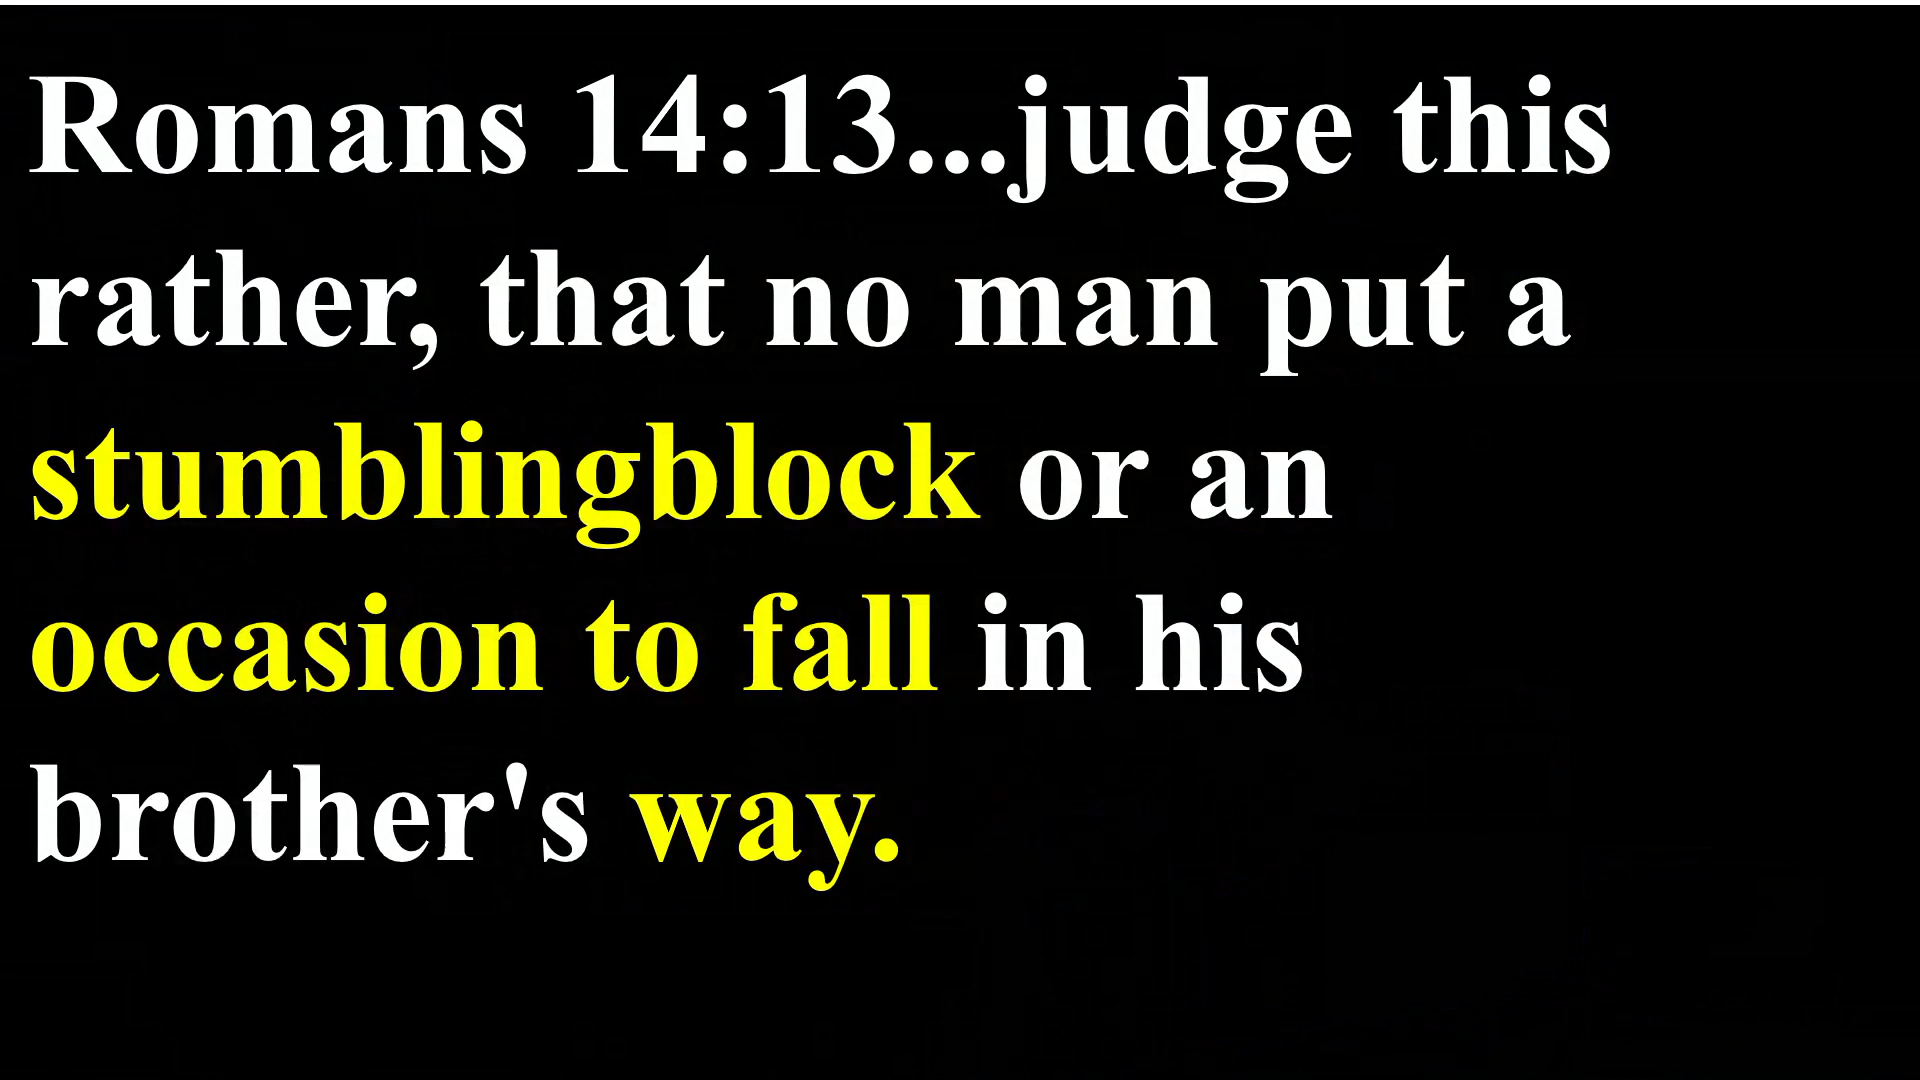 Romans 14:13...judge this
rather, that no man put a
stumblingblock or an
occasion to fall in his
brother's way.